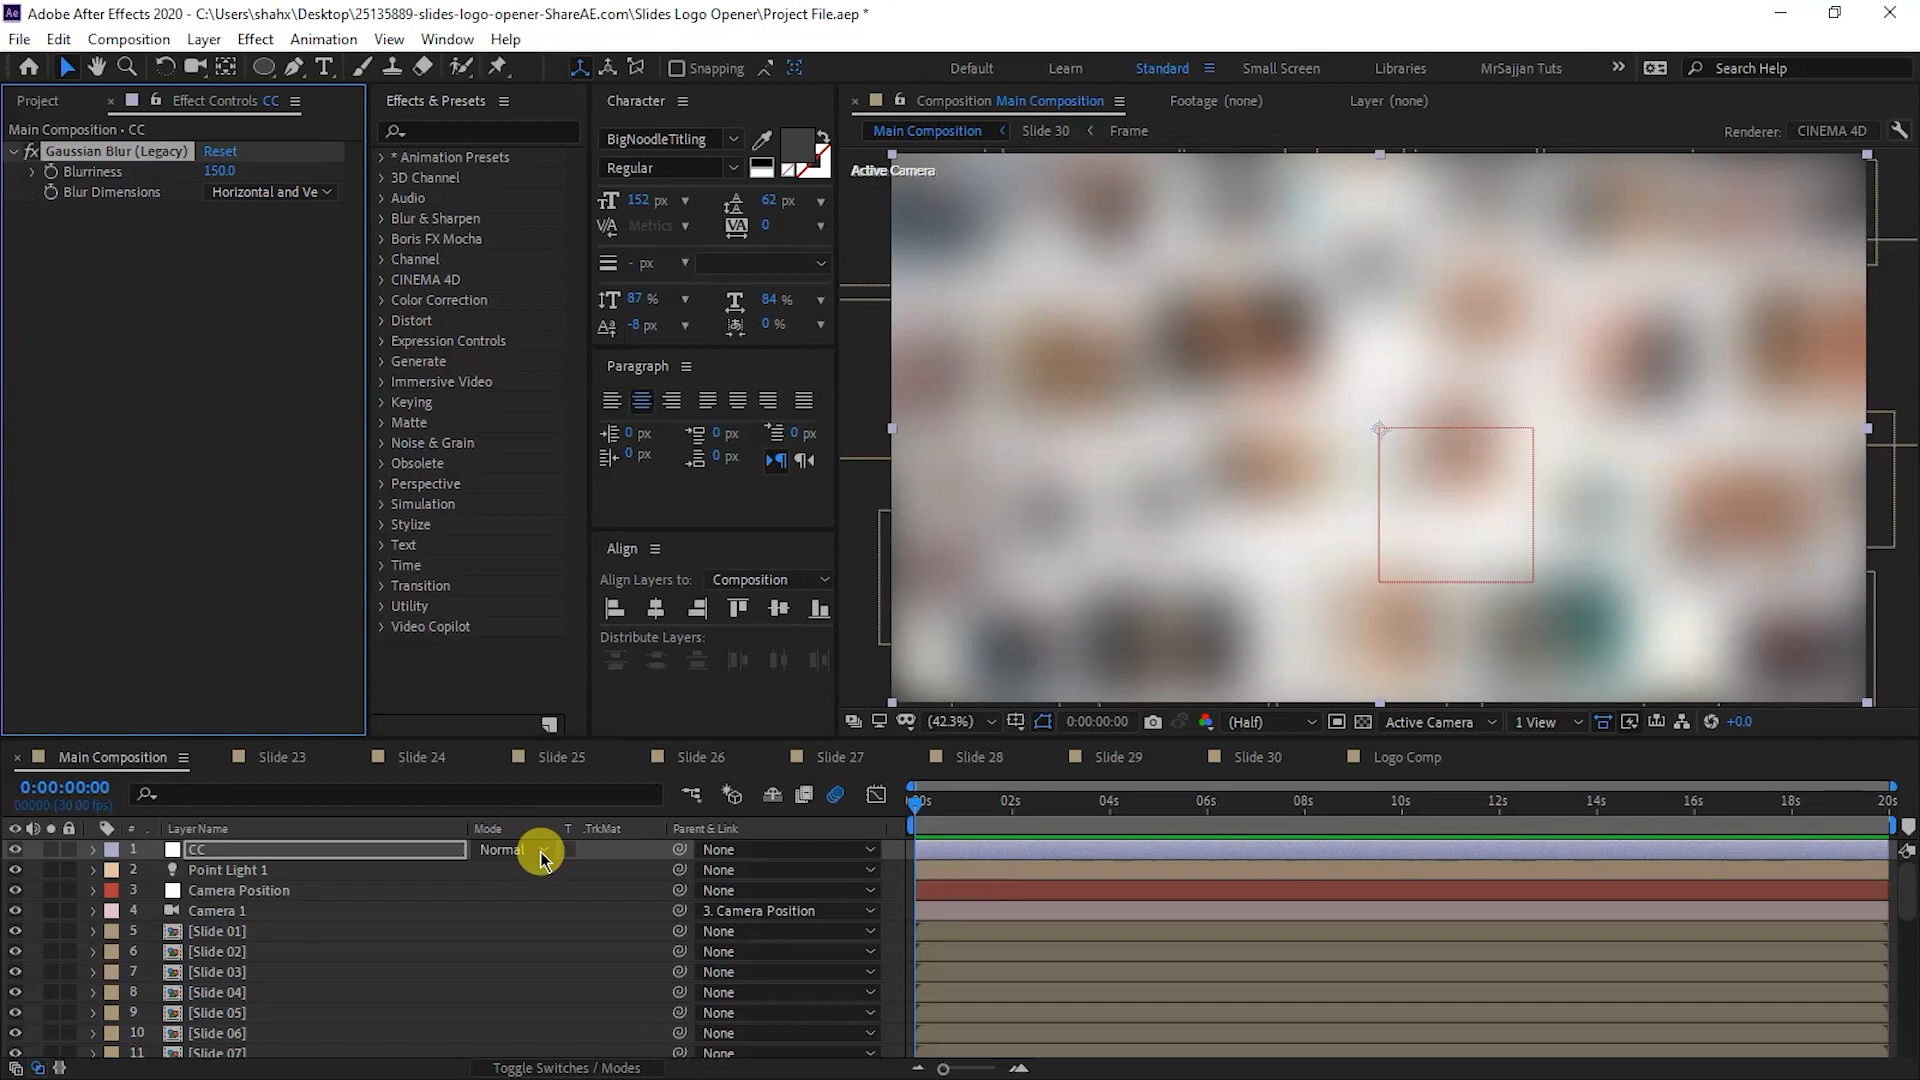 Adobe After Effects 2020 - C:\Users\shahx\Desktop\25135889-slides-logo-opener-ShareAE.com\Slides Logo Opener\Project File.aep *
File Edit Composition Layer Effect Animation View Window Help
Snapping Default Learn Standard Small Screen Libraries MrSajjan Tuts Search Help
Project Effect Controls CC
Main Composition • CC
fx Gaussian Blur (Legacy) Reset
Blurriness 150.0
Blur Dimensions Horizontal and Ve
Effects & Presets
* Animation Presets
3D Channel
Audio
Blur & Sharpen
Boris FX Mocha
Channel
CINEMA 4D
Color Correction
Distort
Expression Controls
Generate
Immersive Video
Keying
Matte
Noise & Grain
Obsolete
Perspective
Simulation
Stylize
Text
Time
Transition
Utility
Video Copilot
Character
BigNoodleTitling
Regular
152 px 62 px
Metrics 0
- px
87 % 84 %
-8 px 0 %
Paragraph
0 px 0 px 0 px
0 px 0 px
Align
Align Layers to: Composition
Distribute Layers:
Composition Main Composition Footage (none) Layer (none)
Main Composition Slide 30 Frame Renderer: CINEMA 4D
Active Camera
(42.3%) 0:00:00:00 (Half) Active Camera 1 View +0.0
Main Composition Slide 23 Slide 24 Slide 25 Slide 26 Slide 27 Slide 28 Slide 29 Slide 30 Logo Comp
0:00:00:00
00000 (30.00 fps)
02s 04s 06s 08s 10s 12s 14s 16s 18s 20s
# Layer Name Mode T .TrkMat Parent & Link
1 CC Normal None
2 Point Light 1 None
3 Camera Position None
4 Camera 1 3. Camera Position
5 [Slide 01] None
6 [Slide 02] None
7 [Slide 03] None
8 [Slide 04] None
9 [Slide 05] None
10 [Slide 06] None
11 [Slide 07] None
Toggle Switches / Modes